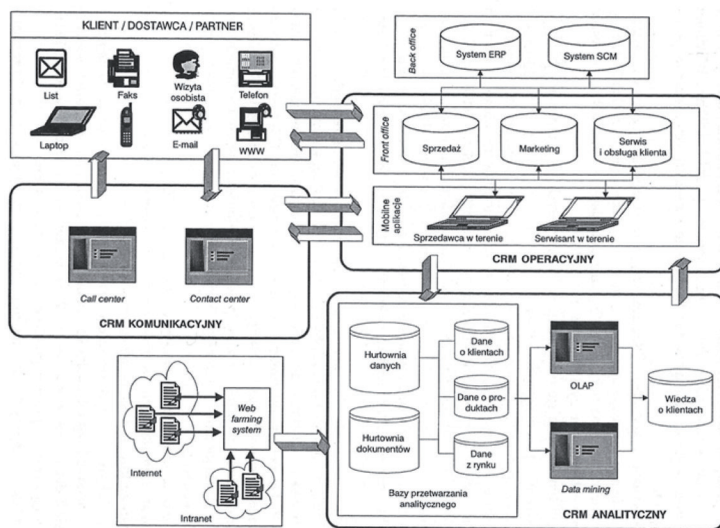 KLIENT / DOSTAWCA / PARTNER
List
Faks
Wizyta
osobista
Telefon
Laptop
E-mail
WWW
Back office
System ERP
System SCM
Front office
Sprzedaż
Marketing
Serwis
i obsługa klienta
Mobilne
aplikacje
Sprzedawca w terenie
Serwisant w terenie
CRM OPERACYJNY
Call center
Contact center
CRM KOMUNIKACYJNY
Internet
Web
farming
system
Intranet
Hurtownia
danych
Hurtownia
dokumentów
Dane
o klientach
Dane o pro-
duktach
Dane
z rynku
Bazy przetwarzania
analitycznego
OLAP
Data mining
Wiedza
o klientach
CRM ANALITYCZNY